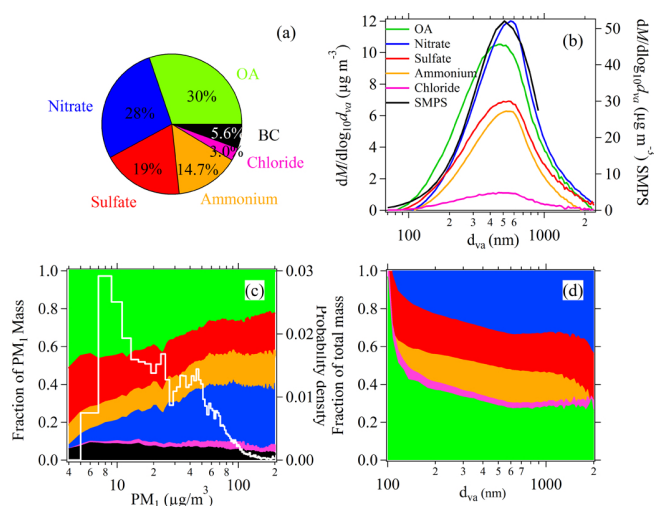 (a)
OA
30%
Nitrate
28%
5.6%
BC
3.0%
Chloride
19%
14.7%
Sulfate
Ammonium
(b)
OA
Nitrate
Sulfate
Ammonium
Chloride
SMPS
dM/dlog10dva (µg m-3)
12
10
8
6
4
2
0
100
2
3
4
5
6
1000
2
dva (nm)
50
40
30
20
10
0
dM/dlog10dva (µg m-3) SMPS
(c)
Fraction of PM1 Mass
1.0
0.8
0.6
0.4
0.2
0.0
4
6
8
10
2
4
6
8
100
2
PM1 (µg/m3)
0.03
0.02
0.01
0.00
Probability density
(d)
Fraction of total mass
1.0
0.8
0.6
0.4
0.2
0.0
100
2
3
4
5
6
7
1000
2
dva (nm)